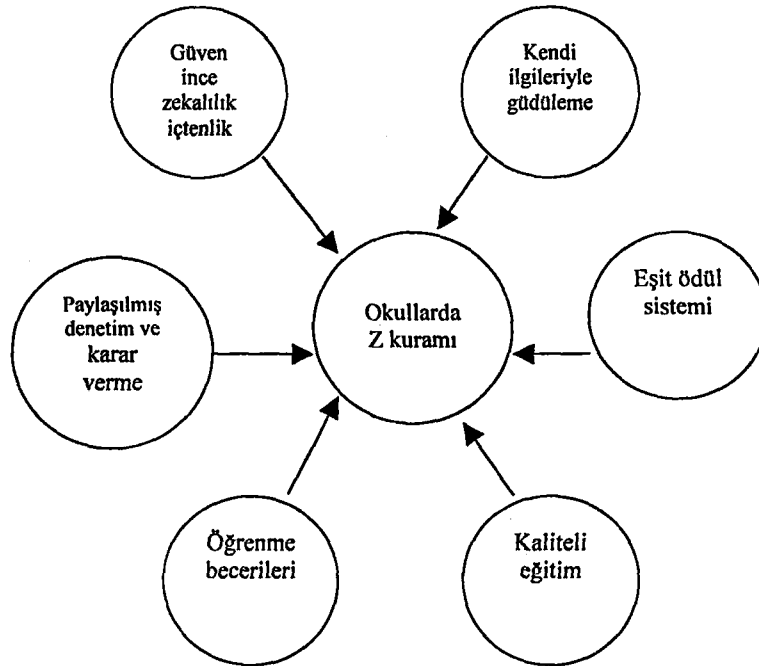 Güven
ince
zekalılık
içtenlik
Kendi
ilgileriyle
güdüleme
Paylaşılmış
denetim ve
karar
verme
Okullarda
Z kuramı
Eşit ödül
sistemi
Öğrenme
becerileri
Kaliteli
eğitim